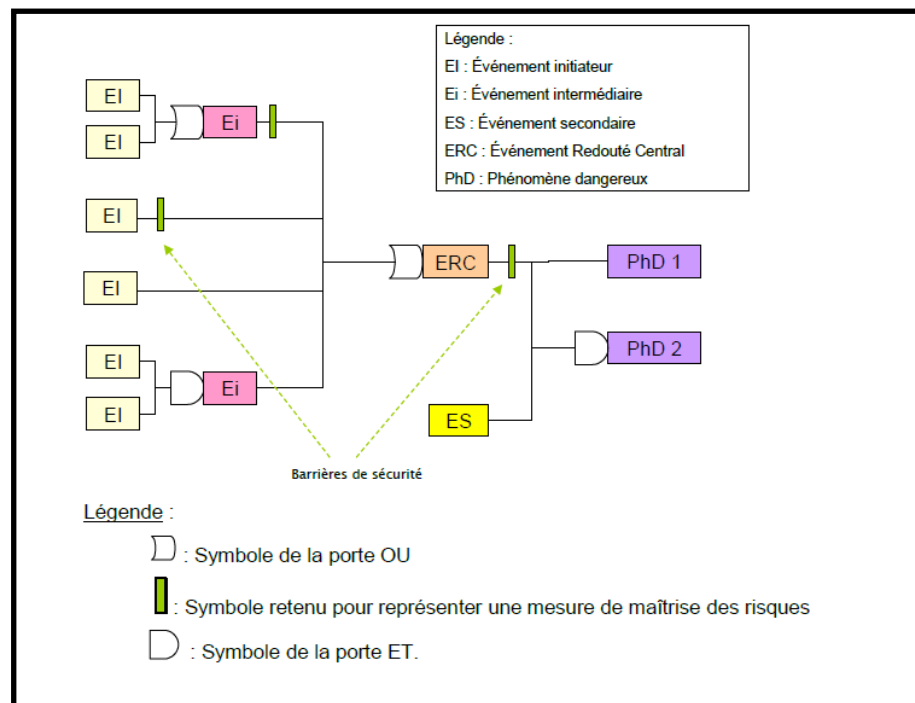 Légende :
EI : Événement initiateur
Ei : Événement intermédiaire
ES : Événement secondaire
ERC : Événement Redouté Central
PhD : Phénomène dangereux
EI
EI
Ei
EI
EI
EI
EI
Ei
ERC
PhD 1
PhD 2
ES
Barrières de sécurité
Légende :
: Symbole de la porte OU
: Symbole retenu pour représenter une mesure de maîtrise des risques
: Symbole de la porte ET.